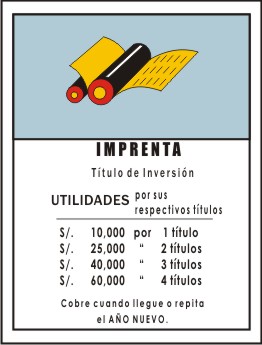 IMPRENTA
Título de Inversión
UTILIDADES por sus respectivos títulos
S/. 10,000 por 1 título
S/. 25,000 “ 2 títulos
S/. 40,000 “ 3 títulos
S/. 60,000 “ 4 títulos
Cobre cuando llegue o repita
el AÑO NUEVO.